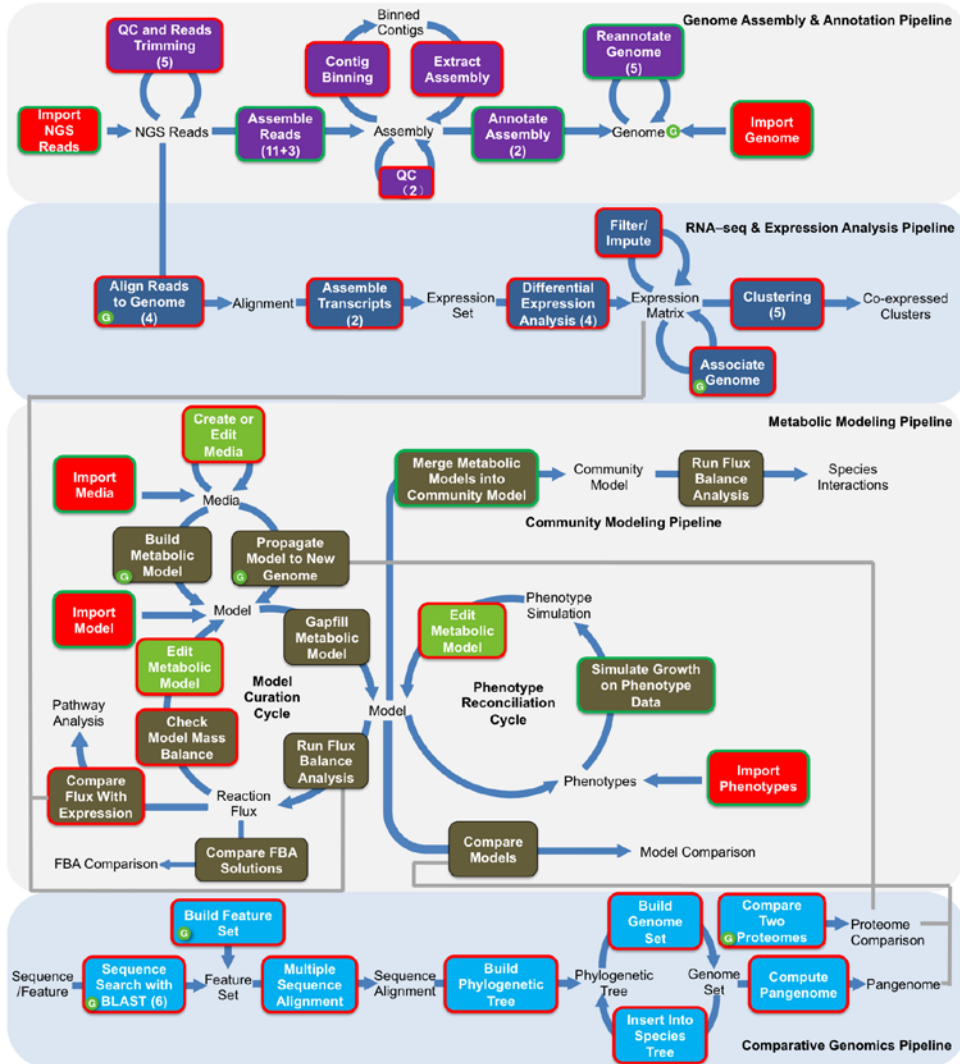 Genome Assembly & Annotation Pipeline
QC and Reads
Trimming
(5)
Binned
Contigs
Contig
Binning
Extract
Assembly
Reannotate
Genome
(5)
Import
NGS
Reads
NGS Reads
Assemble
Reads
(11+3)
Assembly
Annotate
Assembly
(2)
Genome
G
Import
Genome
QC
(2)
RNA–seq & Expression Analysis Pipeline
Filter/
Impute
Align Reads
to Genome
G
(4)
Alignment
Assemble
Transcripts
(2)
Expression
Set
Differential
Expression
Analysis (4)
Expression
Matrix
Clustering
(5)
Co-expressed
Clusters
Associate
G
Genome
Metabolic Modeling Pipeline
Create or
Edit
Media
Import
Media
Media
Merge Metabolic
Models into
Community Model
Community
Model
Run Flux
Balance
Analysis
Species
Interactions
Community Modeling Pipeline
Build
Metabolic
Model
G
Propagate
Model to New
Genome
G
Import
Model
Model
Gapfill
Metabolic
Model
Edit
Metabolic
Model
Phenotype
Simulation
Edit
Metabolic
Model
Simulate Growth
on Phenotype
Data
Model
Curation
Cycle
Phenotype
Reconciliation
Cycle
Pathway
Analysis
Check
Model Mass
Balance
Model
Run Flux
Balance
Analysis
Compare
Flux With
Expression
Reaction
Flux
Phenotypes
Import
Phenotypes
FBA Comparison
Compare FBA
Solutions
Compare
Models
Model Comparison
Build Feature
Set
G
Build
Genome
Set
Compare
Two
Proteomes
G
Proteome
Comparison
Sequence
/Feature
Sequence
Search with
BLAST (6)
G
Feature
Set
Multiple
Sequence
Alignment
Sequence
Alignment
Build
Phylogenetic
Tree
Phylogenetic
Tree
Genome
Set
Compute
Pangenome
Pangenome
Insert Into
Species
Tree
Comparative Genomics Pipeline